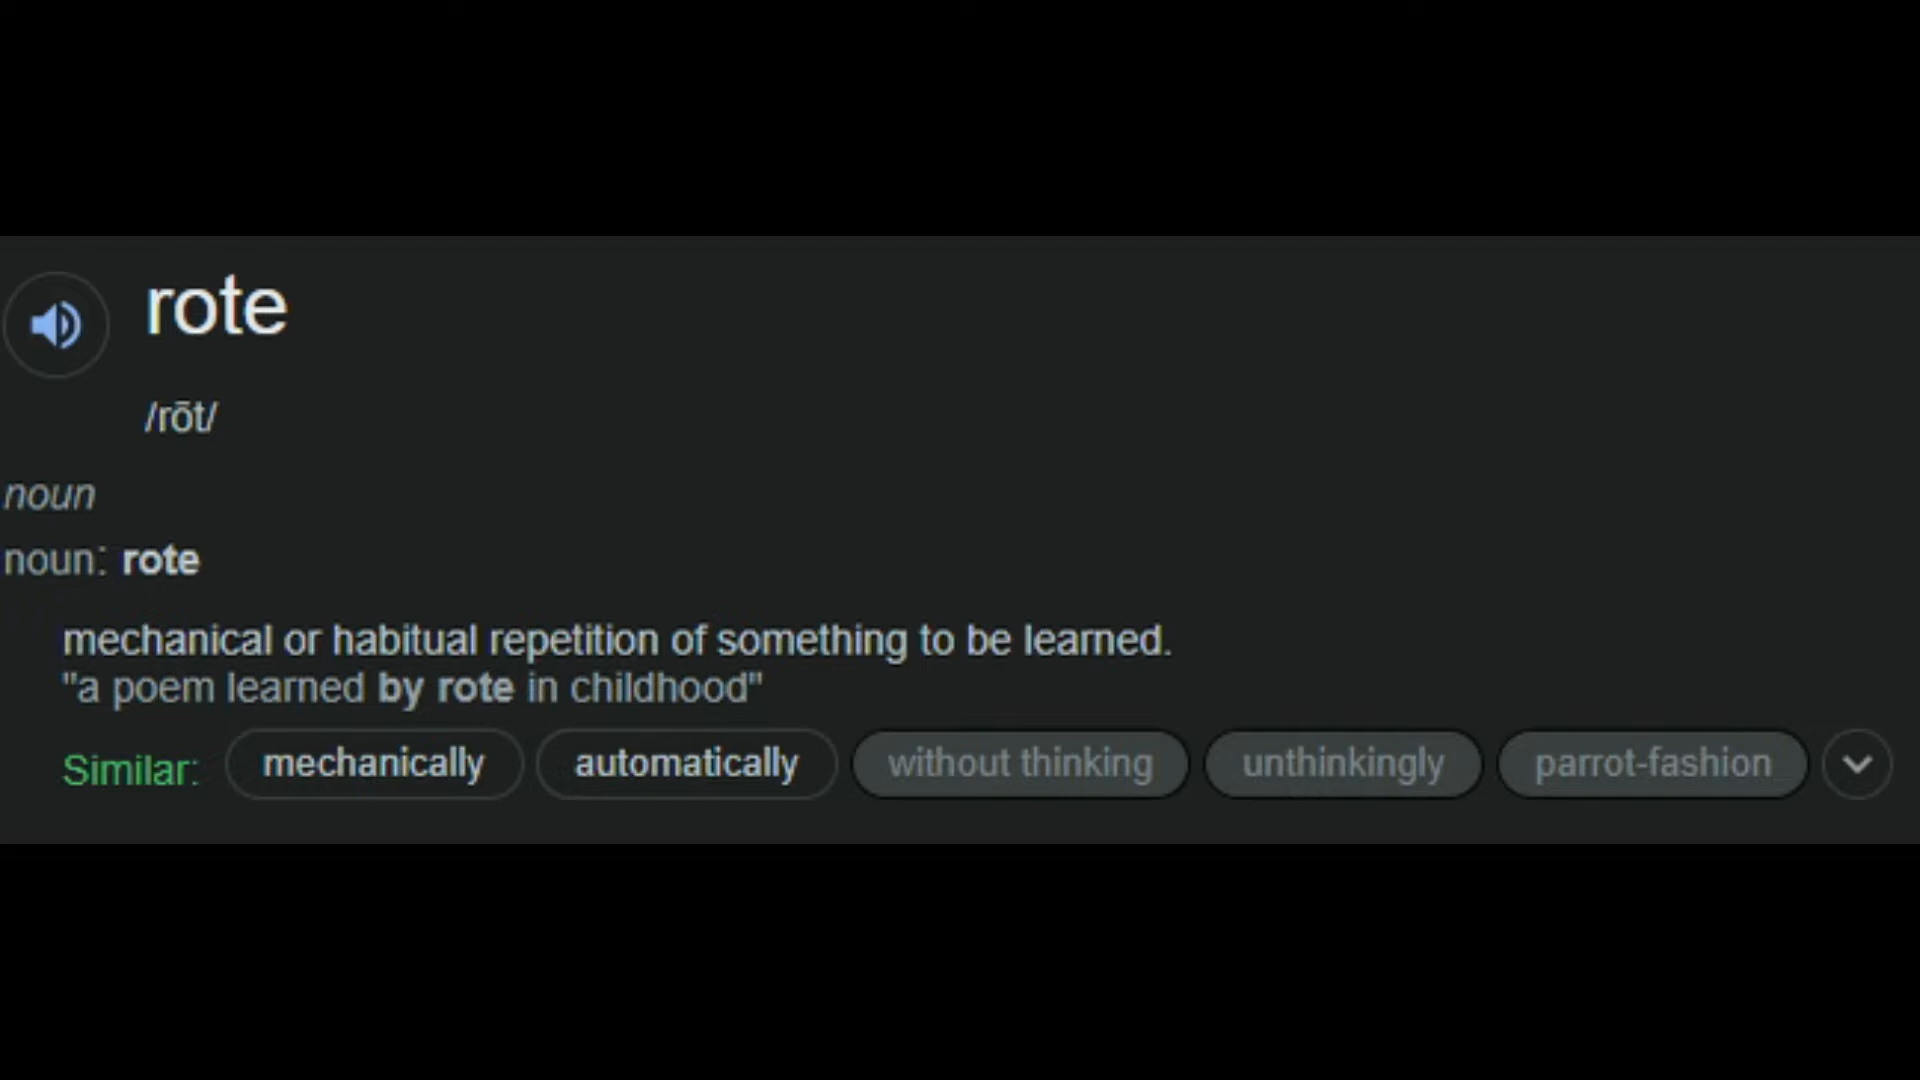 rote
/rōt/
noun
noun: rote
mechanical or habitual repetition of something to be learned.
"a poem learned by rote in childhood"
Similar: mechanically automatically without thinking unthinkingly parrot-fashion